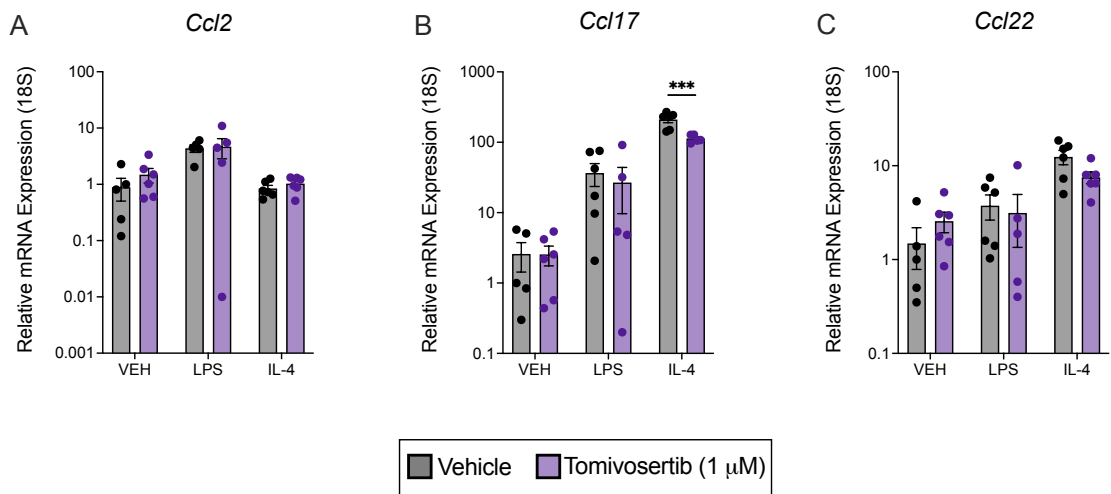 A
Ccl2
Relative mRNA Expression (18S)
100
10
1
0.1
0.01
0.001
VEH
LPS
IL-4
B
Ccl17
Relative mRNA Expression (18S)
1000
100
10
1
0.1
***
VEH
LPS
IL-4
C
Ccl22
Relative mRNA Expression (18S)
100
10
1
0.1
VEH
LPS
IL-4
Vehicle
Tomivosertib (1 μM)